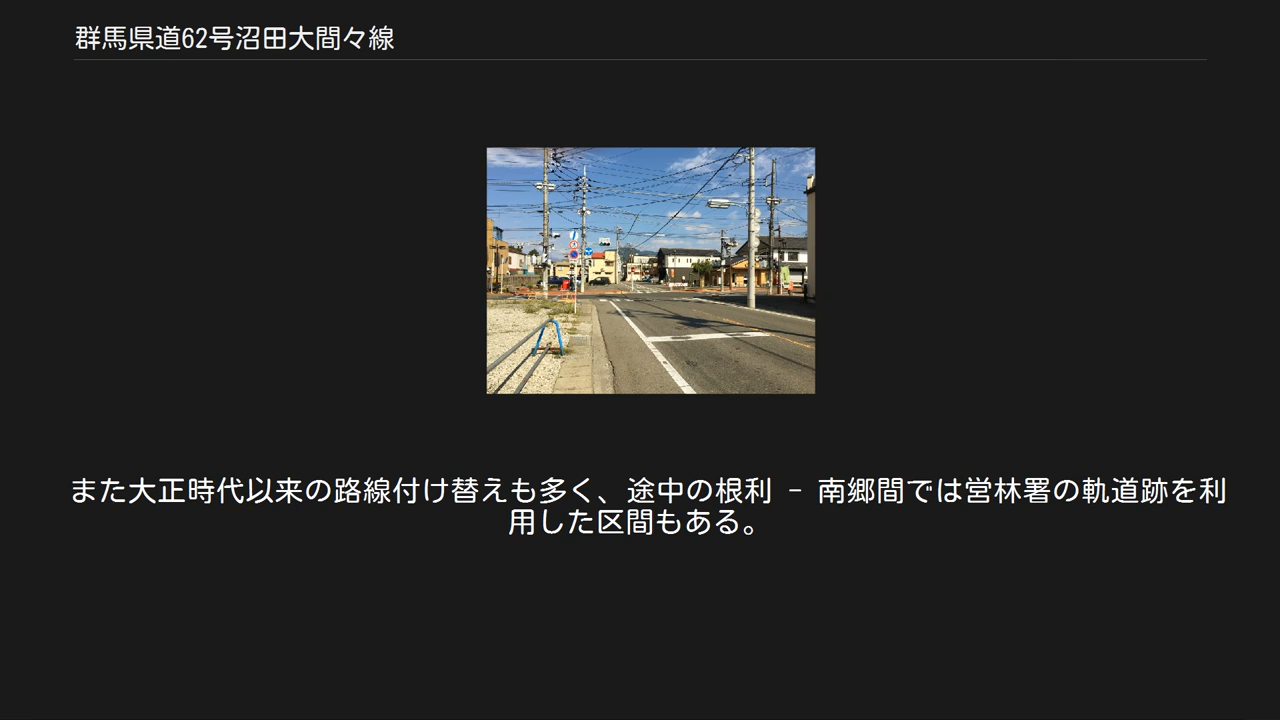 群馬県道62号沼田大間々線
また大正時代以来の路線付け替えも多く、途中の根利 - 南郷間では営林署の軌道跡を利
用した区間もある。